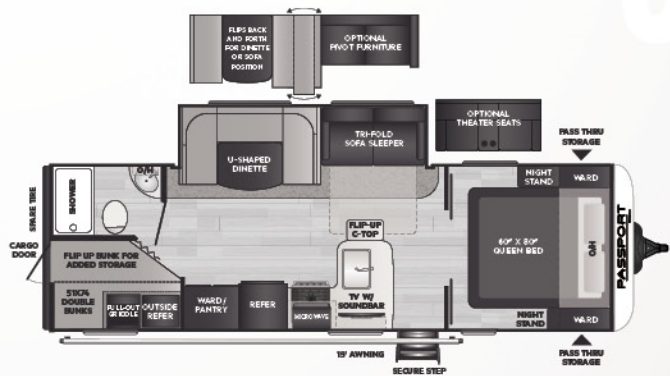 FLIPS BACK
AND FORTH
FOR DINETTE
OR SOFA
POSITION
OPTIONAL
PIVOT FURNITURE
OPTIONAL
THEATER SEATS
PASS THRU
STORAGE
U-SHAPED
DINETTE
TRI-FOLD
SOFA SLEEPER
SPARE TIRE
SHOWER
O/H
NIGHT
STAND
WARD
CARGO
DOOR
FLIP UP BUNK FOR
ADDED STORAGE
FLIP-UP
C-TOP
60" X 80"
QUEEN BED
O/H
PASSPORT
51X74
DOUBLE
BUNKS
PULL-OUT
GRIDDLE
OUTSIDE
REFER
WARD /
PANTRY
REFER
MICROWAVE
TV W/
SOUNDBAR
NIGHT
STAND
WARD
15' AWNING
SECURE STEP
PASS THRU
STORAGE